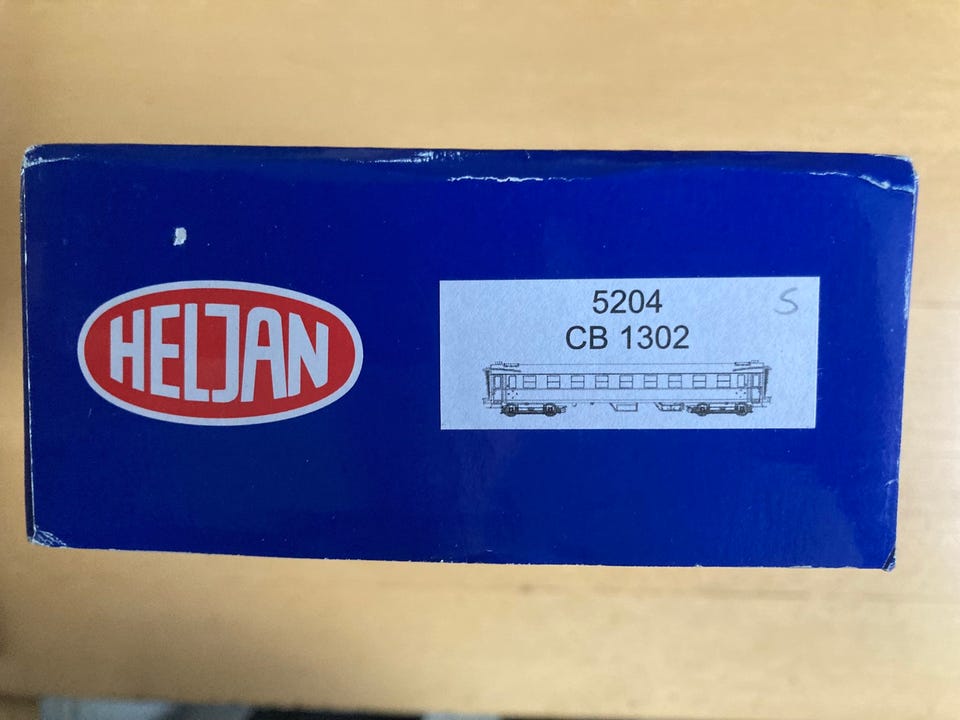 HELJAN
5204
S
CB 1302